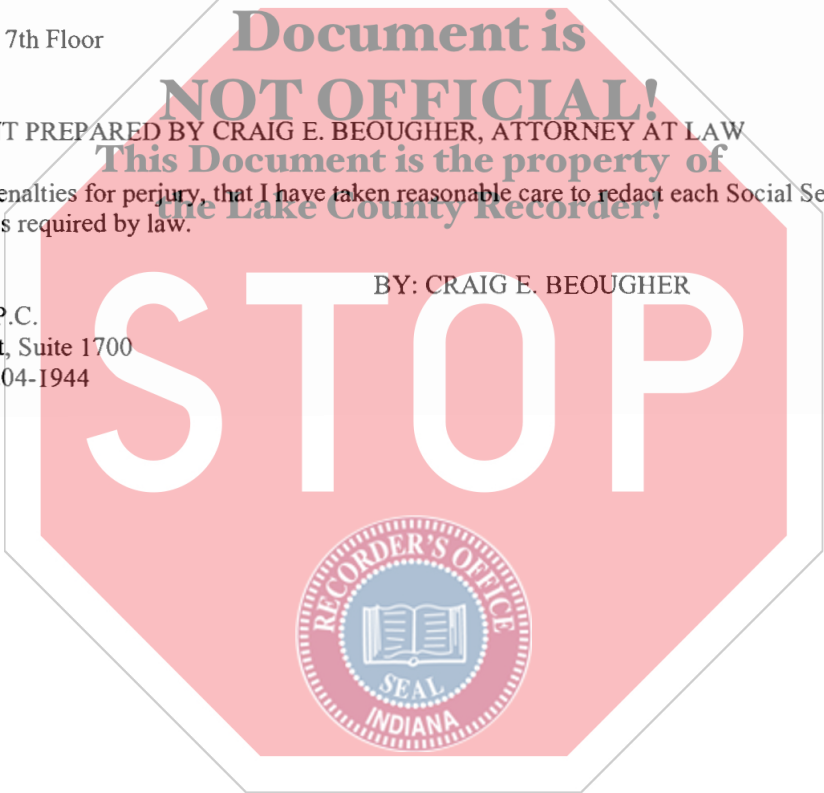 7th Floor
Document is
NOT OFFICIAL!
T PREPARED BY CRAIG E. BEOUGHER, ATTORNEY AT LAW
This Document is the property of
enalties for perjury, that I have taken reasonable care to redact each Social Se
the Lake County Recorder!
s required by law.
BY: CRAIG E. BEOUGHER
P.C.
t, Suite 1700
04-1944
STOP
RECORDER'S OFFICE
SEAL
INDIANA